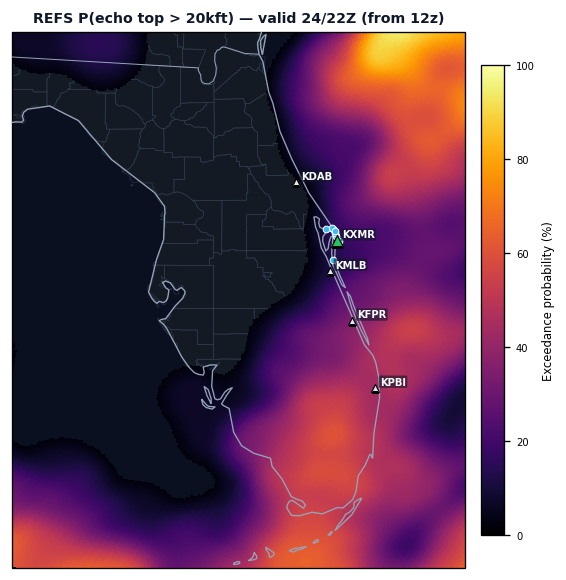 REFS P(echo top > 20kft) — valid 24/22Z (from 12z)
KDAB
KXMR
KMLB
KFPR
KPBI
100
80
60
40
20
0
Exceedance probability (%)